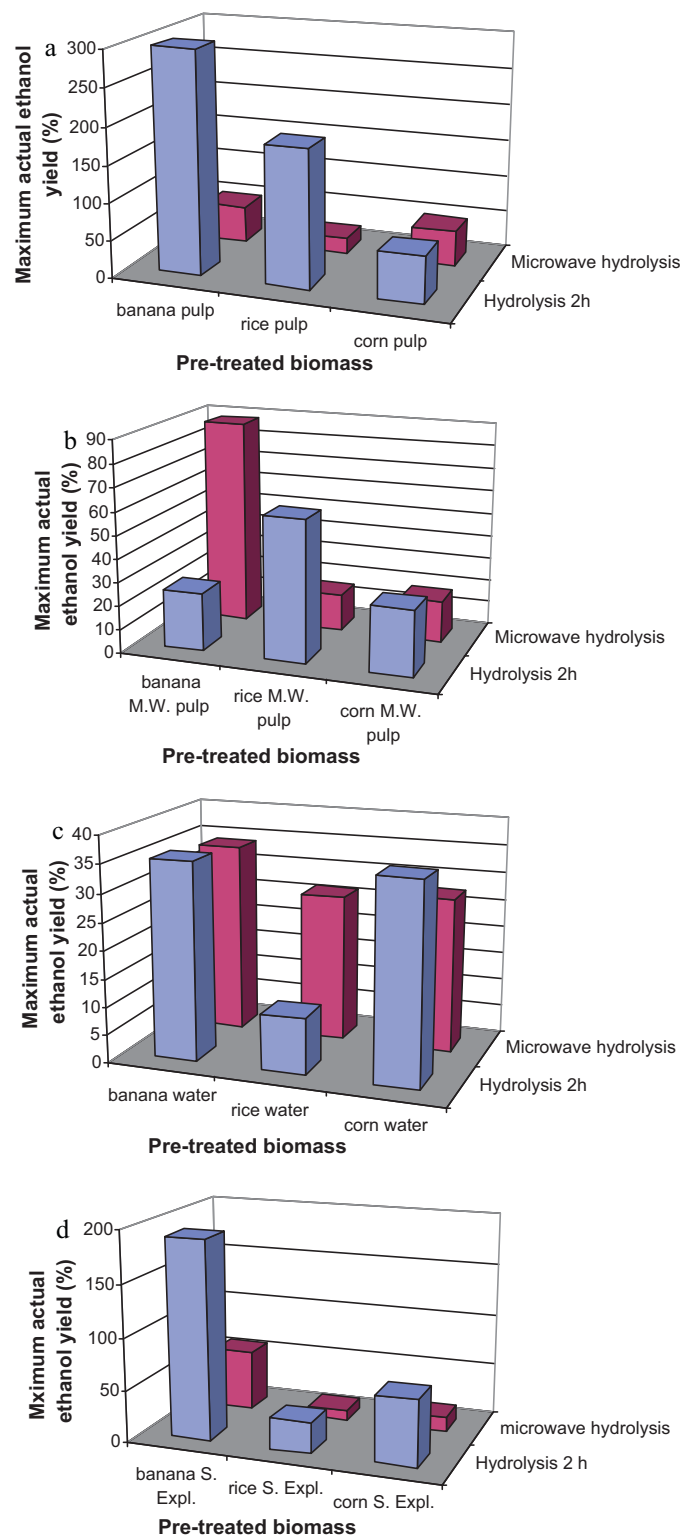 a
Maximum actual ethanol
yield (%)
300
250
200
150
100
50
0
banana pulp
rice pulp
corn pulp
Microwave hydrolysis
Hydrolysis 2h
Pre-treated biomass
b
Maximum actual
ethanol yield (%)
90
80
70
60
50
40
30
20
10
0
banana
M.W. pulp
rice M.W.
pulp
corn M.W.
pulp
Microwave hydrolysis
Hydrolysis 2h
Pre-treated biomass
c
Maximum actual
ethanol yield (%)
40
35
30
25
20
15
10
5
0
banana water
rice water
corn water
Microwave hydrolysis
Hydrolysis 2h
Pre-treated biomass
d
Mximum actual
ethanol yield (%)
200
150
100
50
0
banana S.
Expl.
rice S. Expl.
corn S. Expl.
microwave hydrolysis
Hydrolysis 2 h
Pre-treated biomass